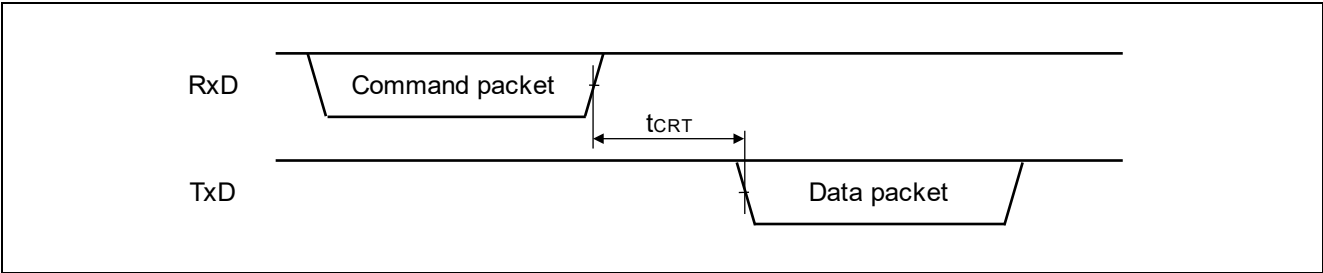 RxD
Command packet
tCRT
TxD
Data packet